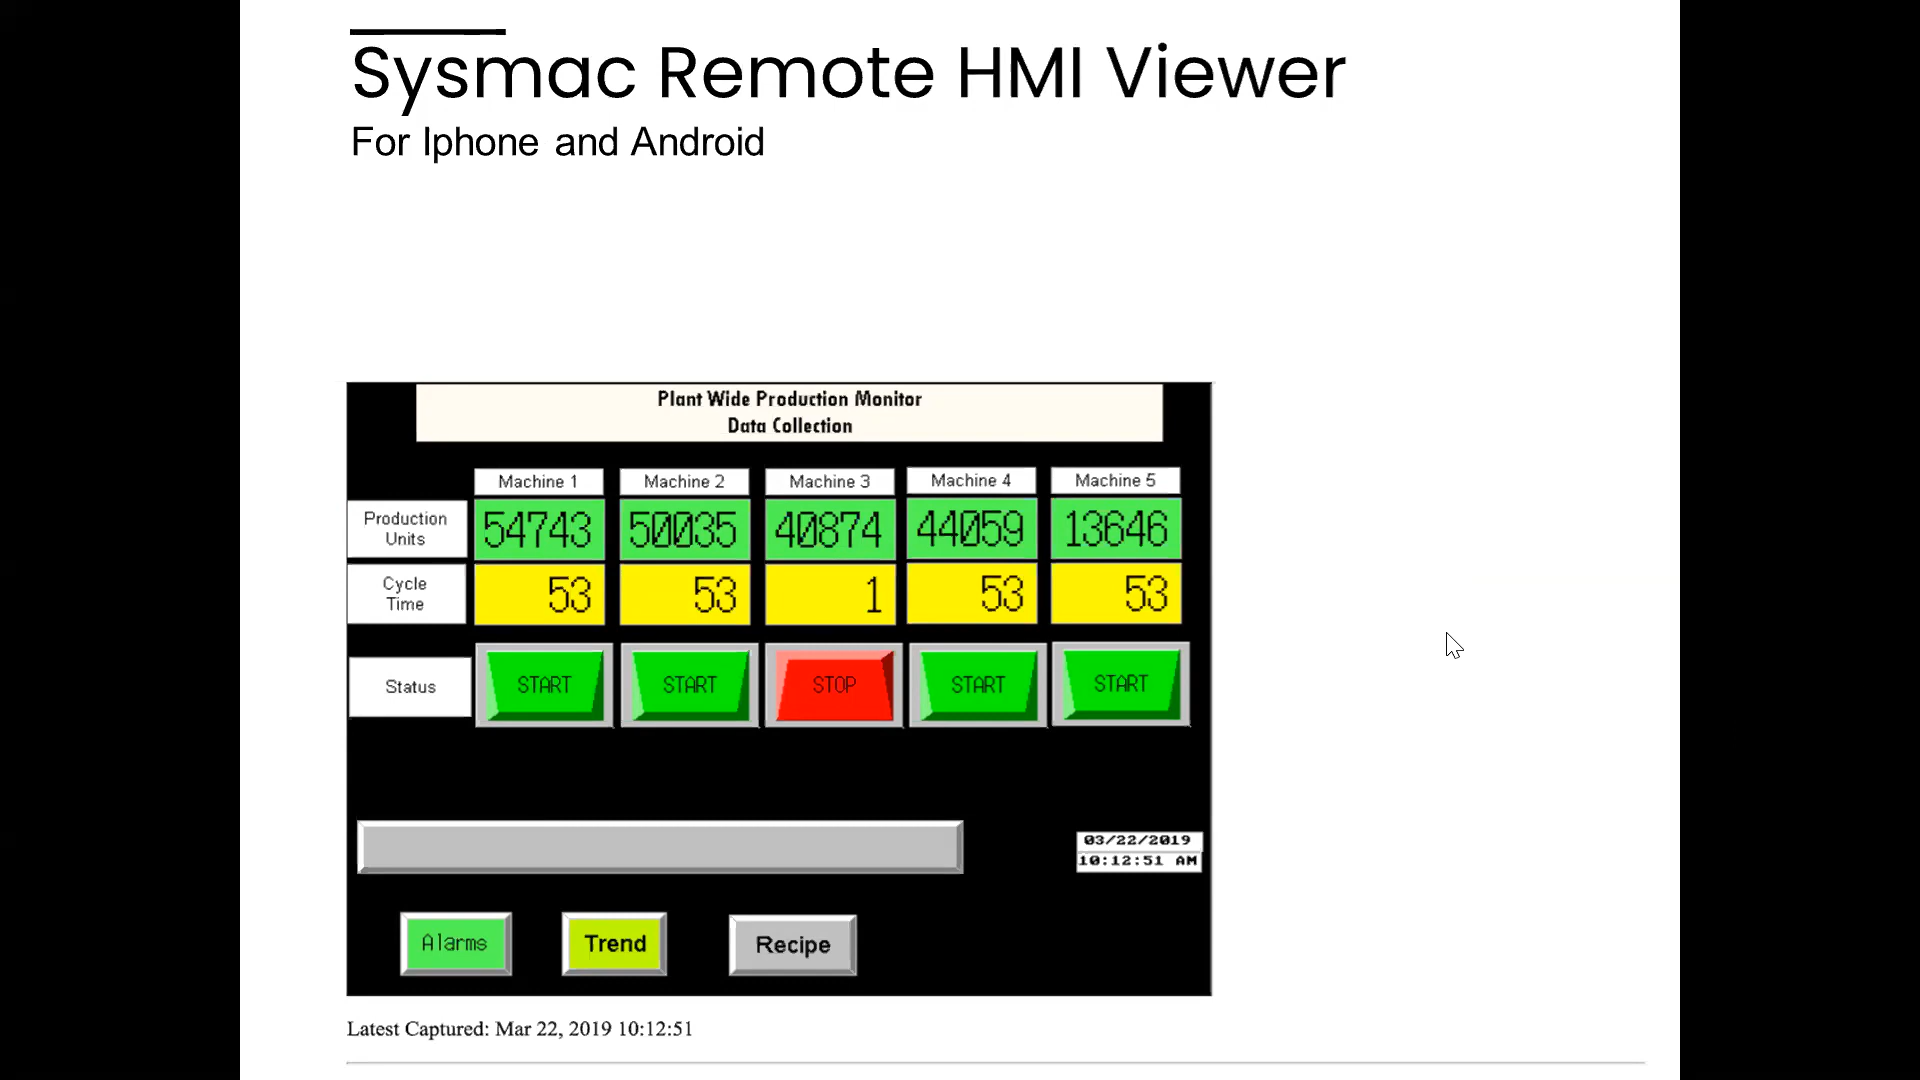 Sysmac Remote HMI Viewer
For Iphone and Android
Plant Wide Production Monitor
Data Collection
Machine 1 Machine 2 Machine 3 Machine 4 Machine 5
Production
Units
54743 50035 40874 44059 13646
Cycle
Time
53 53 1 53 53
Status START START STOP START START
03/22/2019
10:12:51 AM
Alarms Trend Recipe
Latest Captured: Mar 22, 2019 10:12:51